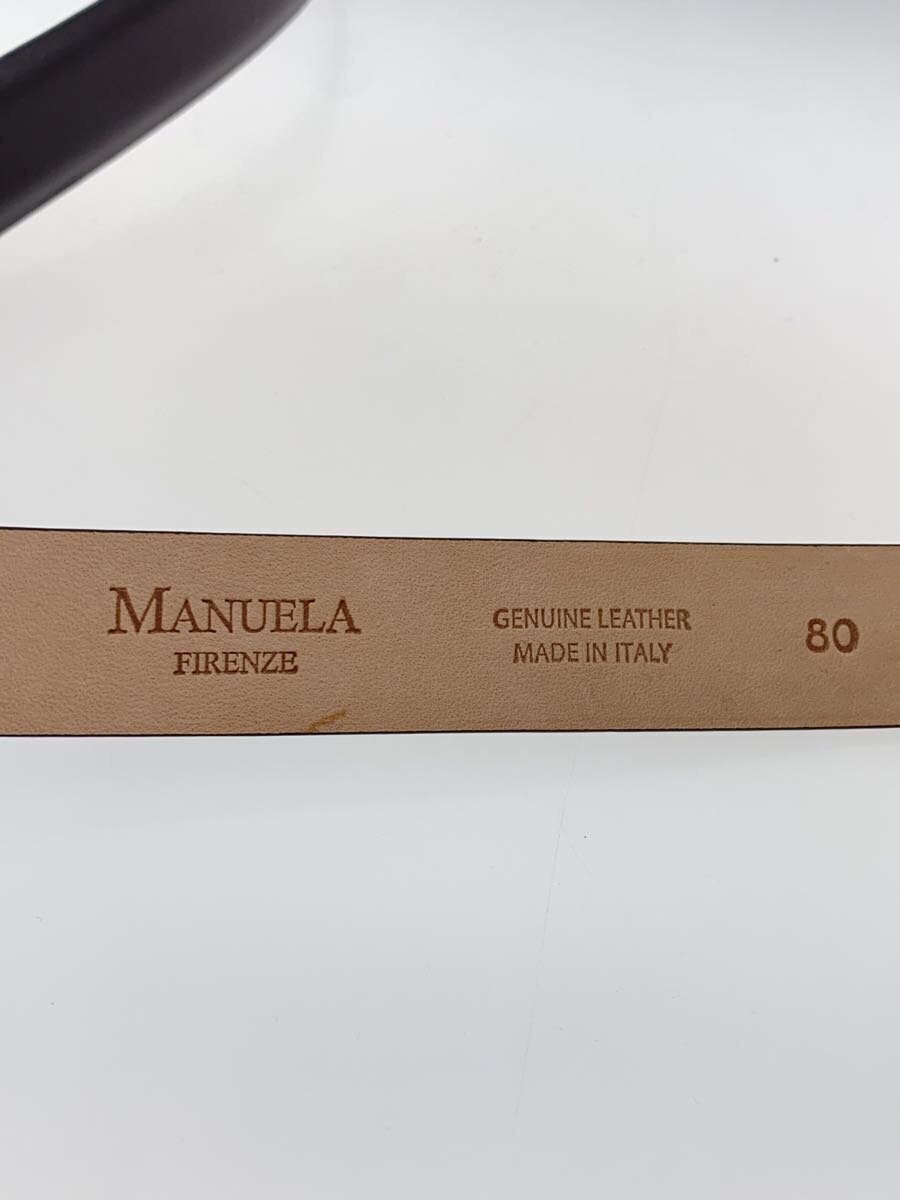 MANUELA
FIRENZE
GENUINE LEATHER
MADE IN ITALY
80